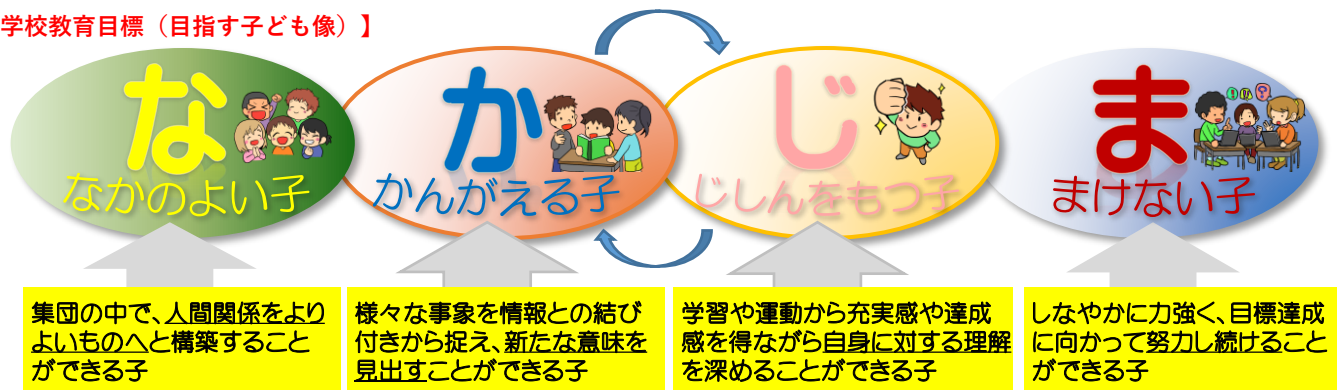 学校教育目標(目指す子ども像)】
な
なかのよい子
か
かんがえる子
じ
じしんをもつ子
ま
まけない子
集団の中で、人間関係をより
よいものへと構築すること
ができる子
様々な事象を情報との結び
付きから捉え、新たな意味を
見出すことができる子
学習や運動から充実感や達成
感を得ながら自身に対する理解
を深めることができる子
しなやかに力強く、目標達成
に向かって努力し続けること
ができる子